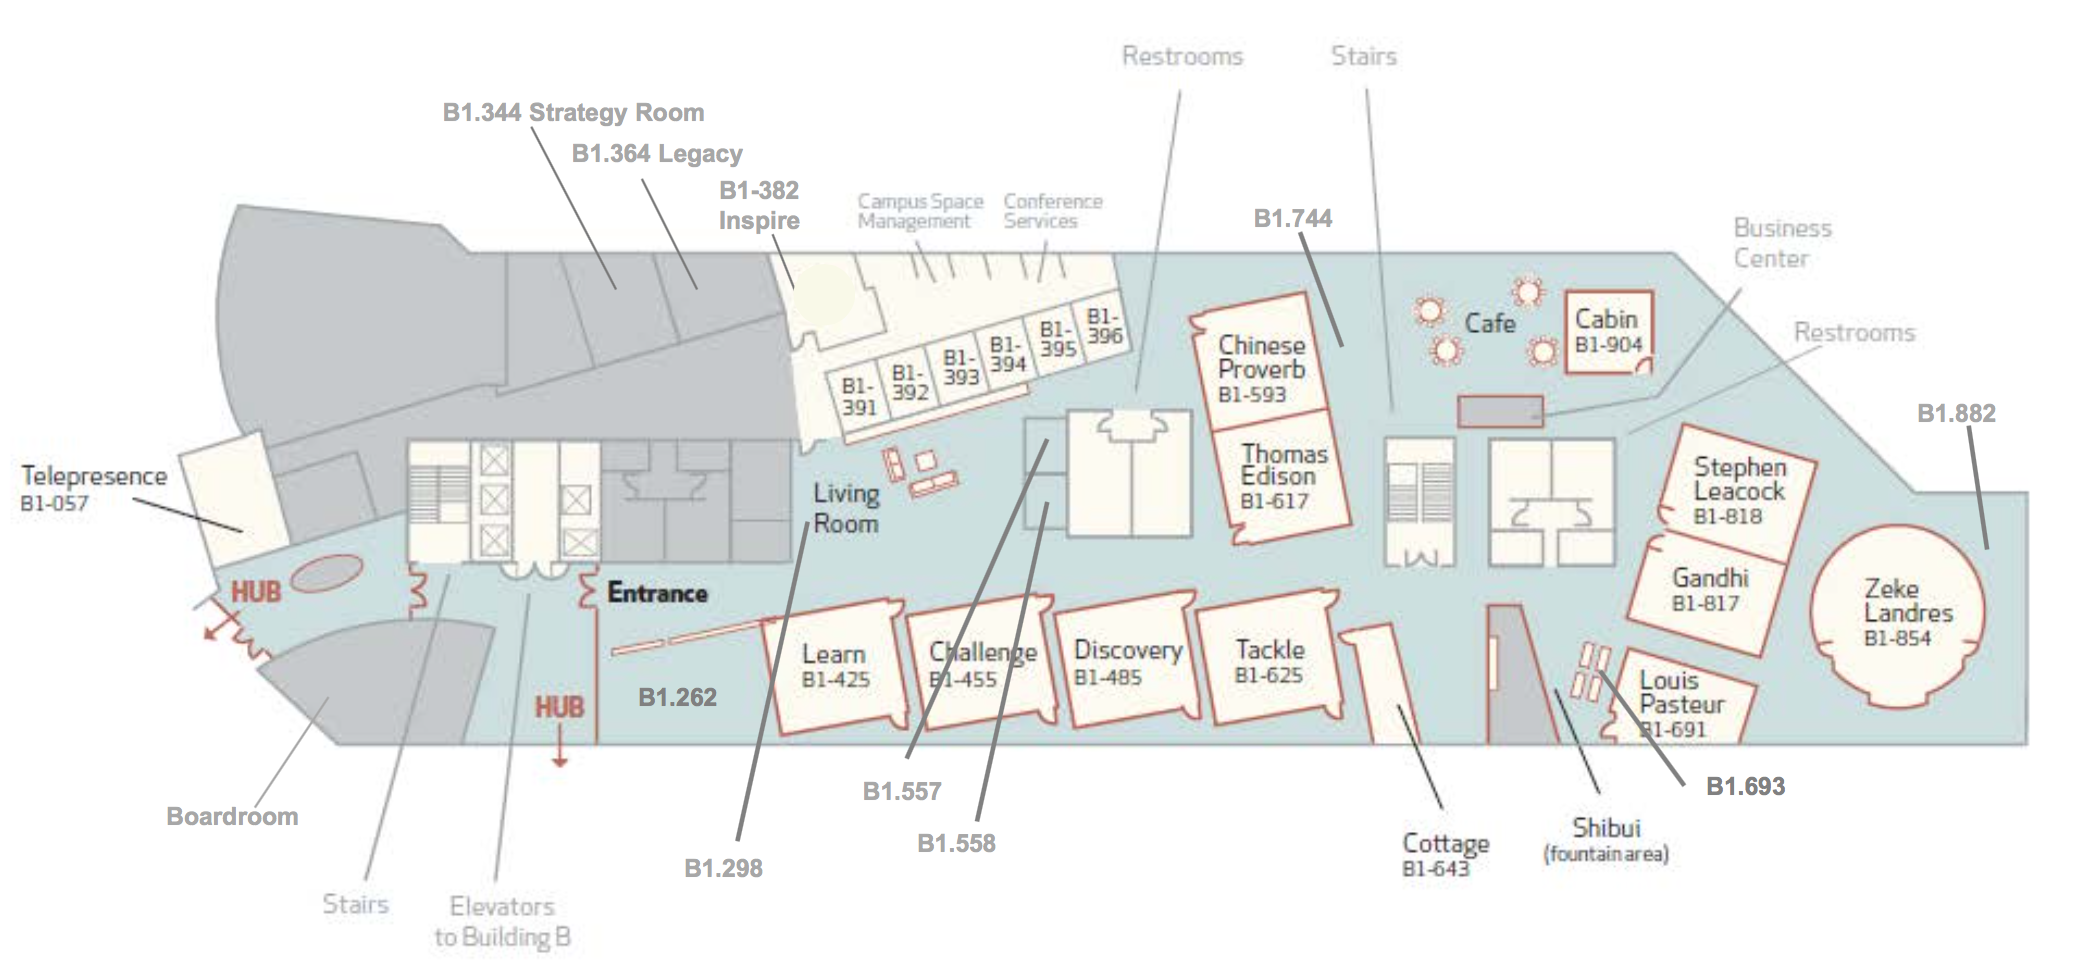 Restrooms
Stairs
B1.344 Strategy Room
B1.364 Legacy
B1-382
Inspire
Campus Space
Management
Conference
Services
B1.744
Business
Center
Restrooms
Cafe
Cabin
B1-904
Chinese
Proverb
B1-593
B1-
391
B1-
392
B1-
393
B1-
394
B1-
395
B1-
396
B1.882
Thomas
Edison
B1-617
Stephen
Leacock
B1-818
Telepresence
B1-057
Living
Room
HUB
Entrance
Gandhi
B1-817
Zeke
Landres
B1-854
Learn
B1-425
Challenge
B1-455
Discovery
B1-485
Tackle
B1-625
Louis
Pasteur
B1-691
B1.262
HUB
B1.557
B1.693
Boardroom
B1.558
B1.298
Cottage
B1-643
Shibui
(fountain area)
Stairs
Elevators
to Building B